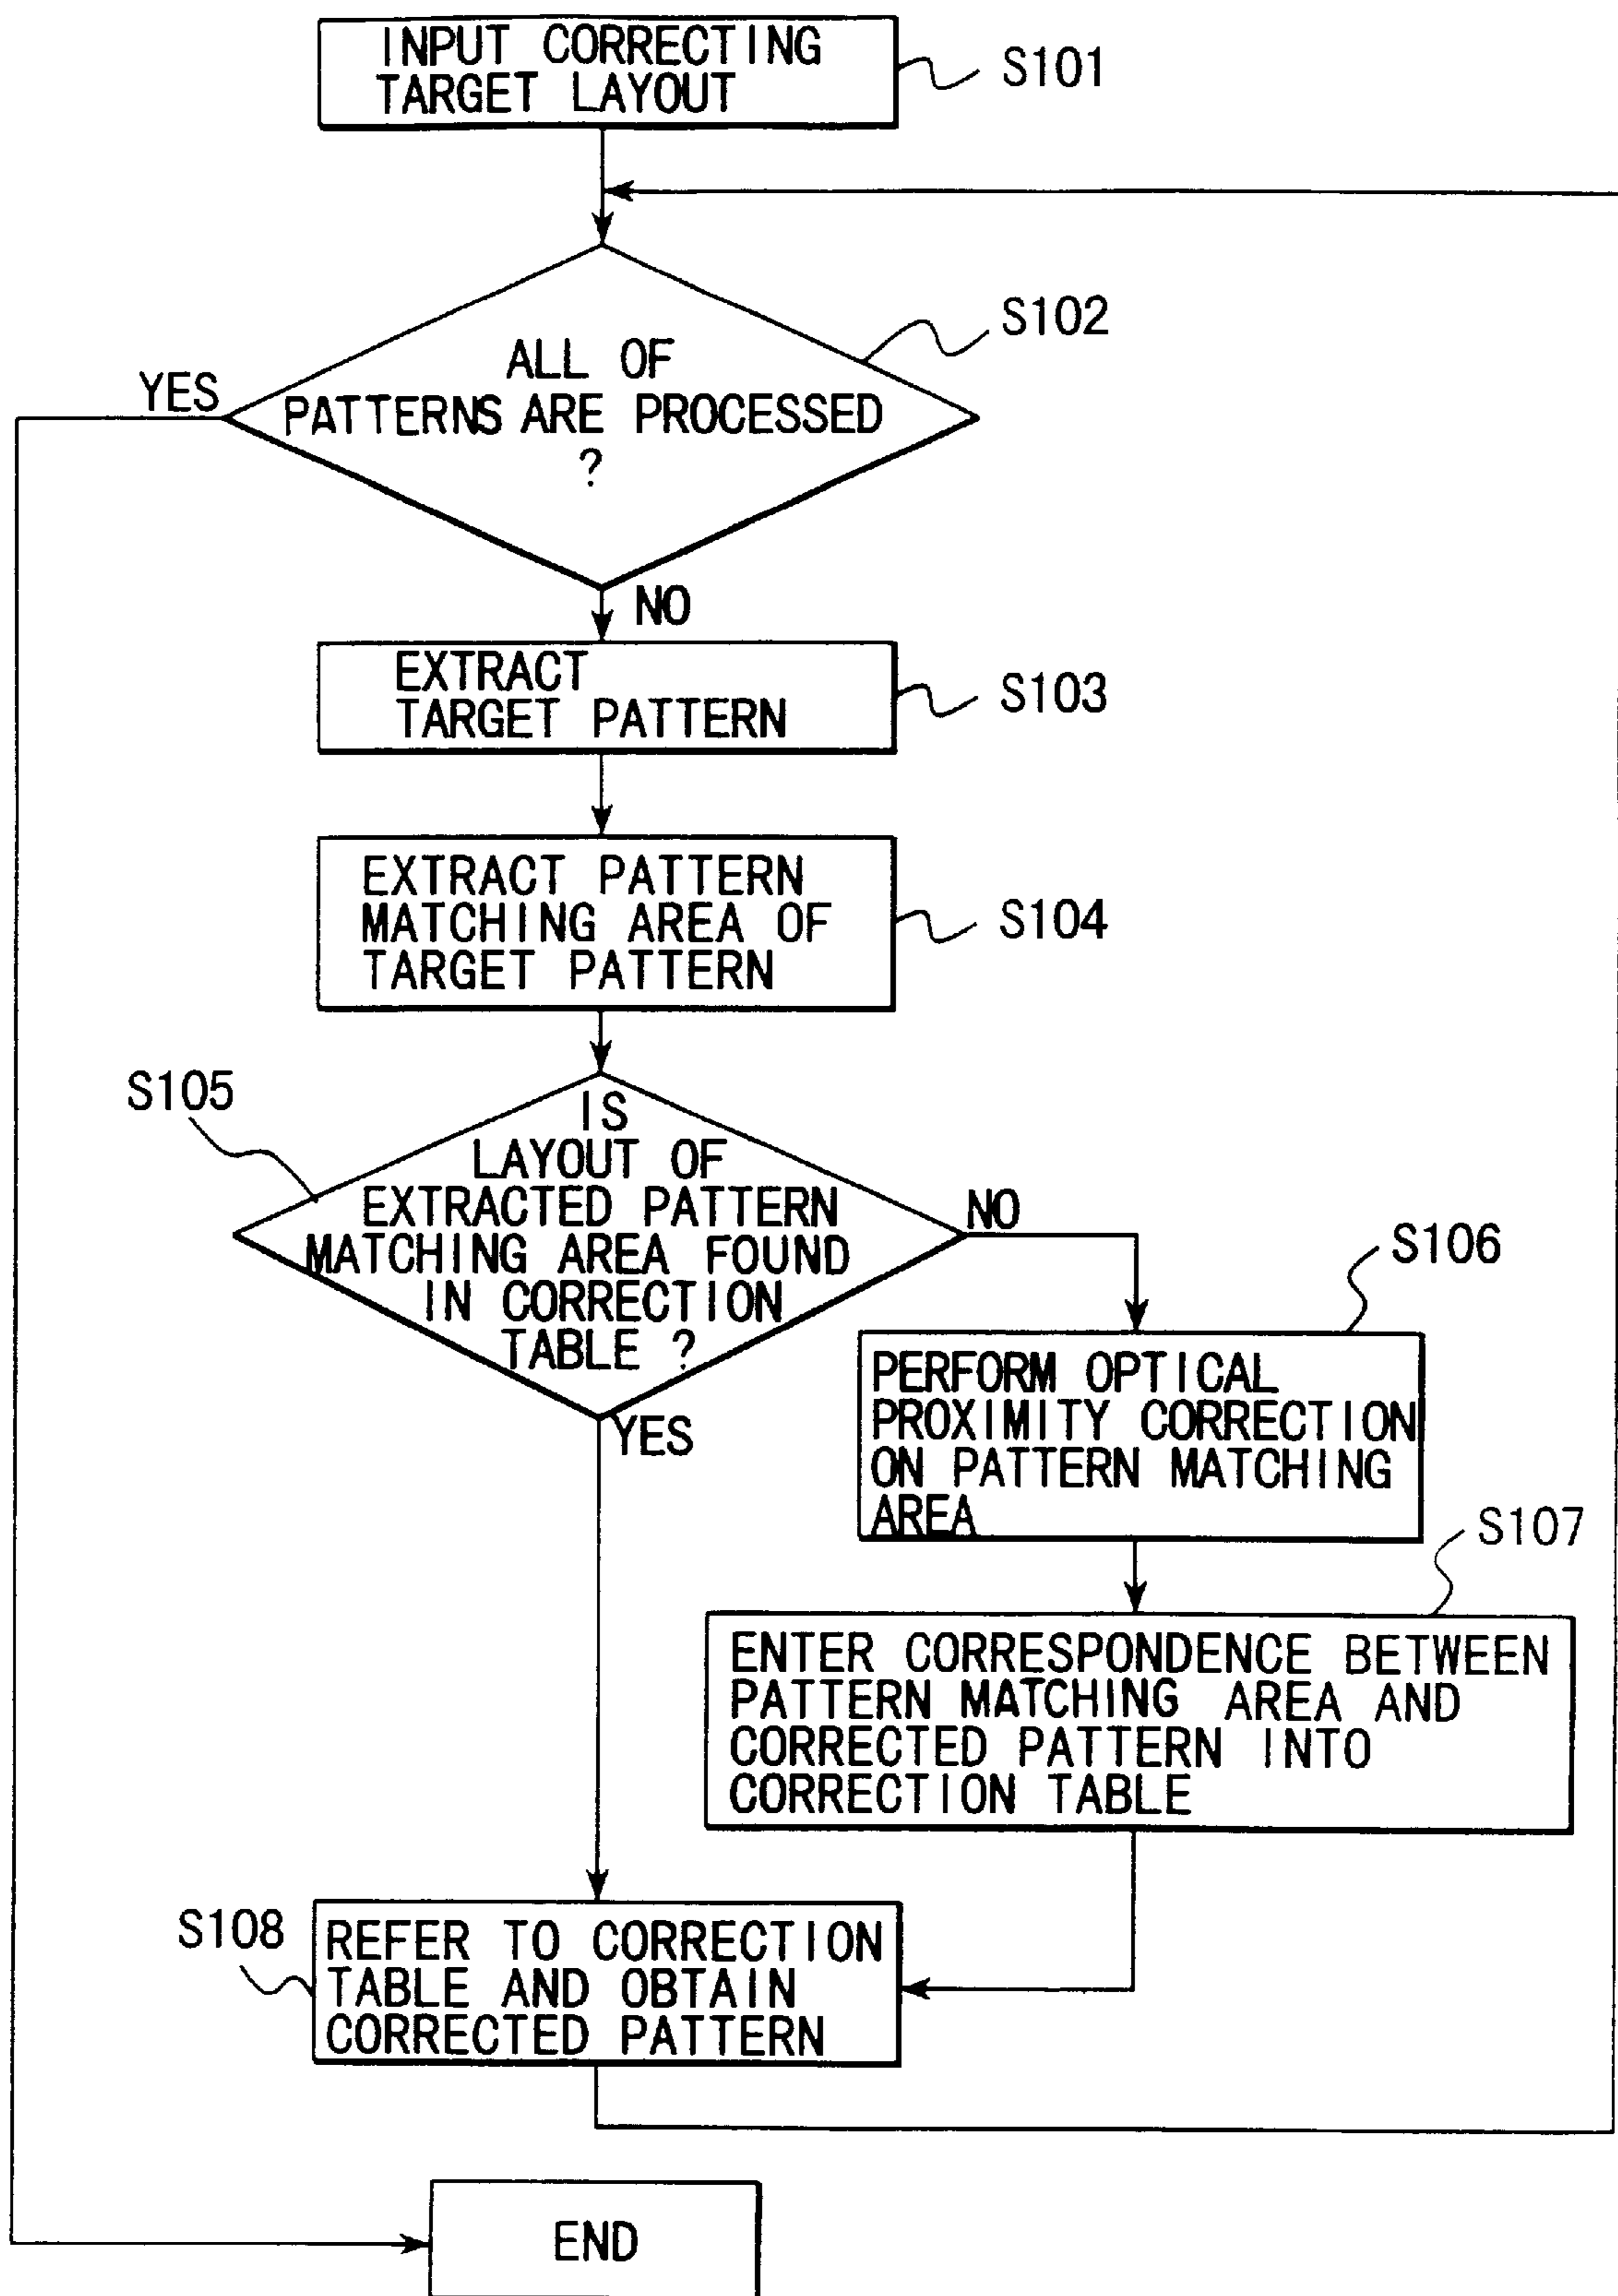 INPUT CORRECTING
TARGET LAYOUT
S101
S102
ALL OF
PATTERNS ARE PROCESSED
?
YES
NO
EXTRACT
TARGET PATTERN
S103
EXTRACT PATTERN
MATCHING AREA OF
TARGET PATTERN
S104
S105
IS
LAYOUT OF
EXTRACTED PATTERN
MATCHING AREA FOUND
IN CORRECTION
TABLE ?
NO
YES
S106
PERFORM OPTICAL
PROXIMITY CORRECTION
ON PATTERN MATCHING
AREA
S107
ENTER CORRESPONDENCE BETWEEN
PATTERN MATCHING AREA AND
CORRECTED PATTERN INTO
CORRECTION TABLE
S108
REFER TO CORRECTION
TABLE AND OBTAIN
CORRECTED PATTERN
END